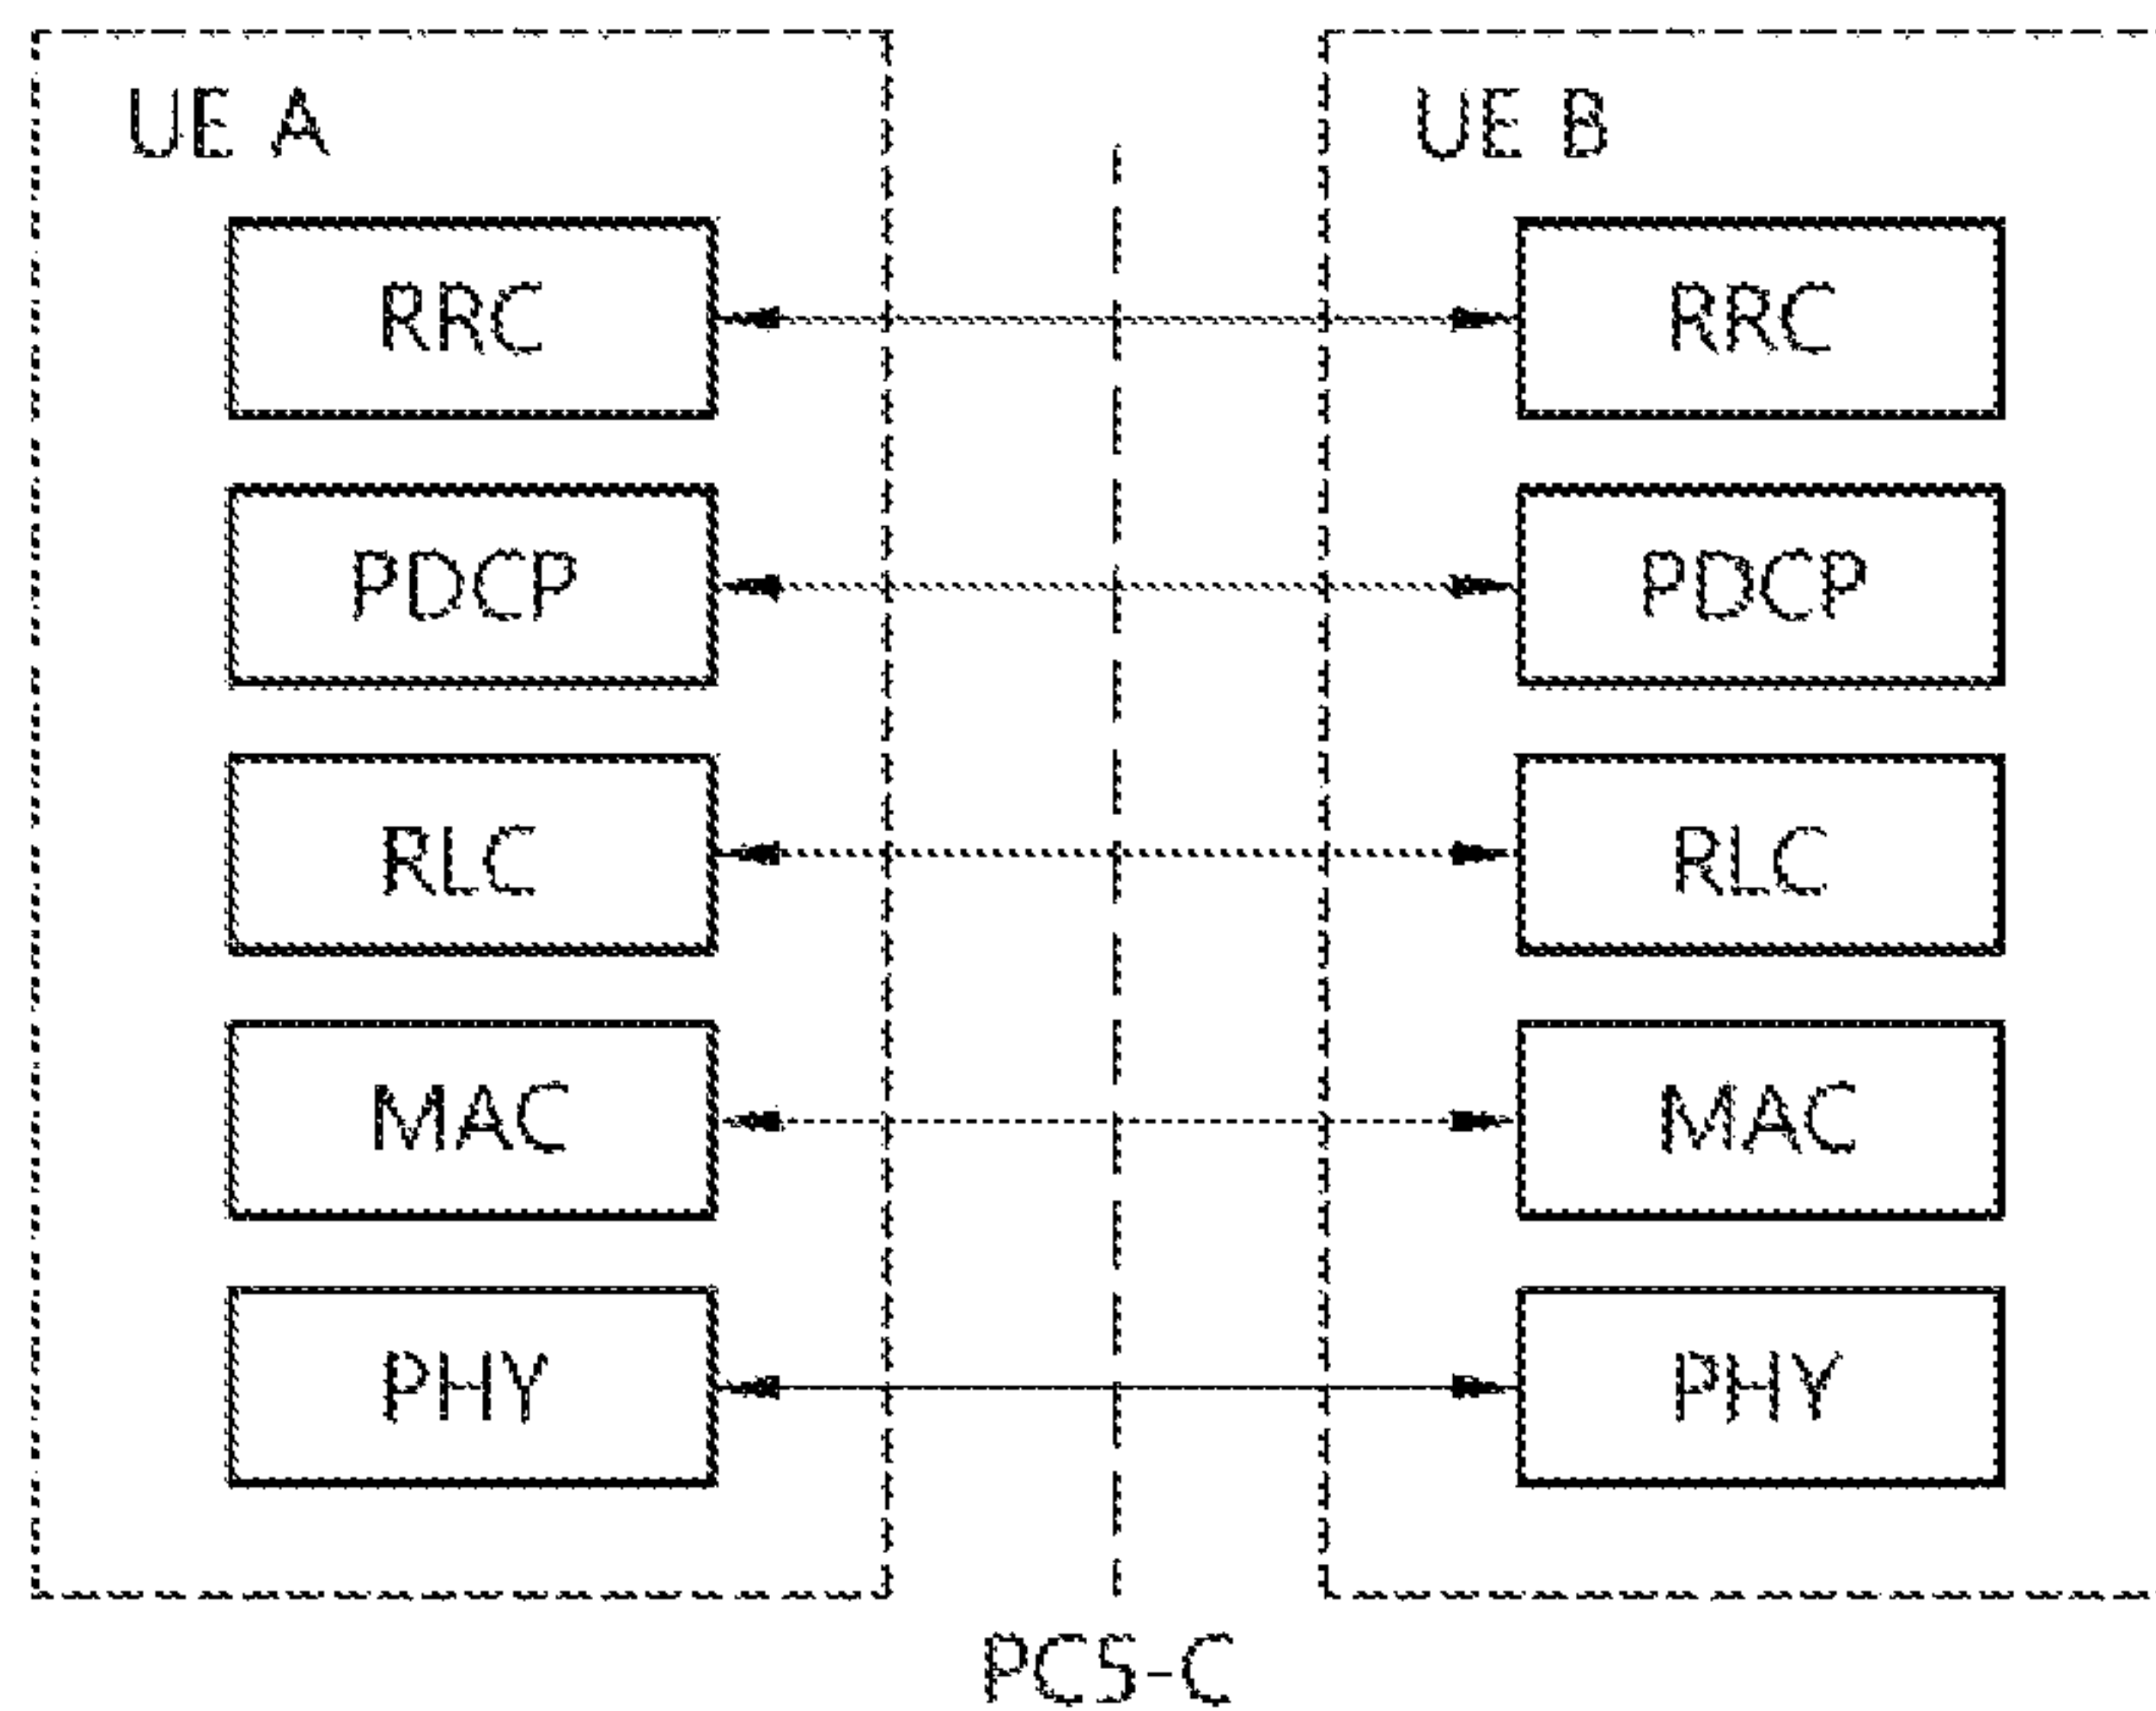 UE A UE B
RRC RRC
PDCP PDCP
RLC RLC
MAC MAC
PHY PHY
PC5-C